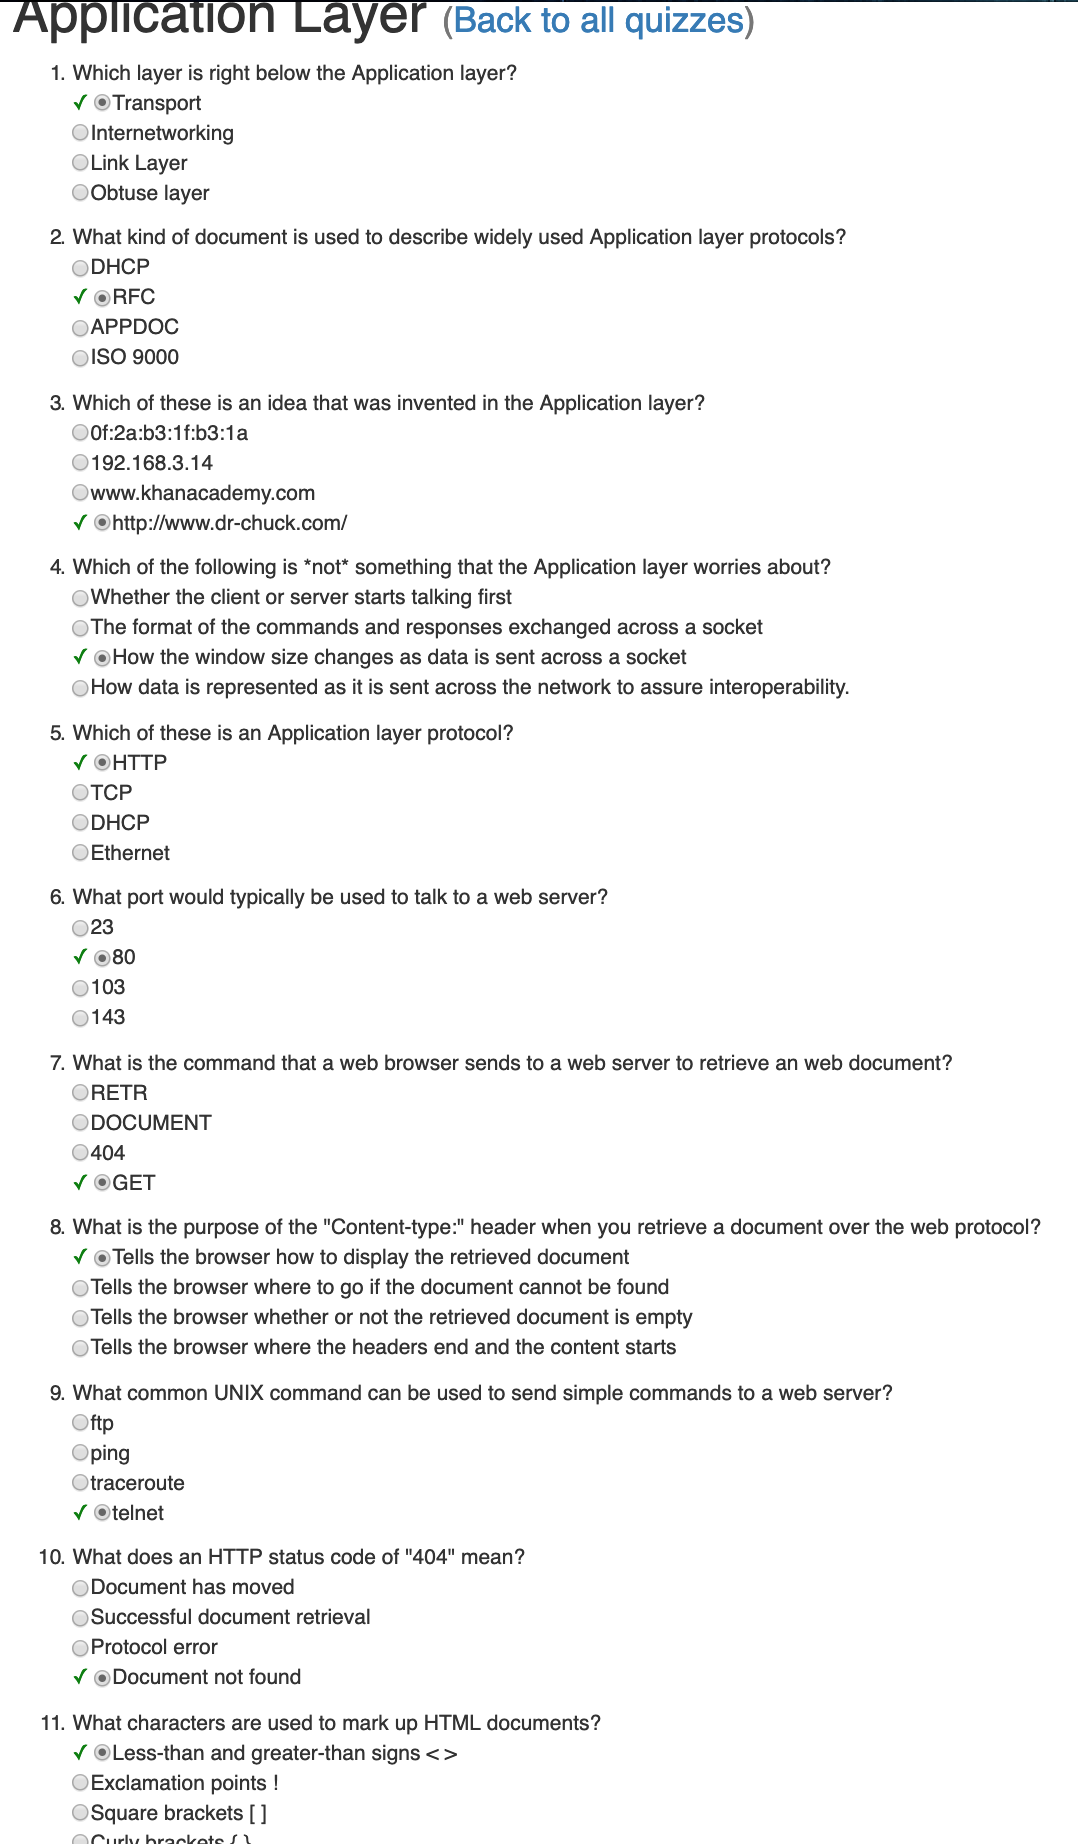 Application Layer (Back to all quizzes)
1. Which layer is right below the Application layer?
Transport
Internetworking
Link Layer
Obtuse layer
2. What kind of document is used to describe widely used Application layer protocols?
DHCP
RFC
APPDOC
ISO 9000
3. Which of these is an idea that was invented in the Application layer?
0f:2a:b3:1f:b3:1a
192.168.3.14
www.khanacademy.com
http://www.dr-chuck.com/
4. Which of the following is *not* something that the Application layer worries about?
Whether the client or server starts talking first
The format of the commands and responses exchanged across a socket
How the window size changes as data is sent across a socket
How data is represented as it is sent across the network to assure interoperability.
5. Which of these is an Application layer protocol?
HTTP
TCP
DHCP
Ethernet
6. What port would typically be used to talk to a web server?
23
80
103
143
7. What is the command that a web browser sends to a web server to retrieve an web document?
RETR
DOCUMENT
404
GET
8. What is the purpose of the "Content-type:" header when you retrieve a document over the web protocol?
Tells the browser how to display the retrieved document
Tells the browser where to go if the document cannot be found
Tells the browser whether or not the retrieved document is empty
Tells the browser where the headers end and the content starts
9. What common UNIX command can be used to send simple commands to a web server?
ftp
ping
traceroute
telnet
10. What does an HTTP status code of "404" mean?
Document has moved
Successful document retrieval
Protocol error
Document not found
11. What characters are used to mark up HTML documents?
Less-than and greater-than signs < >
Exclamation points !
Square brackets [ ]
Curly brackets { }